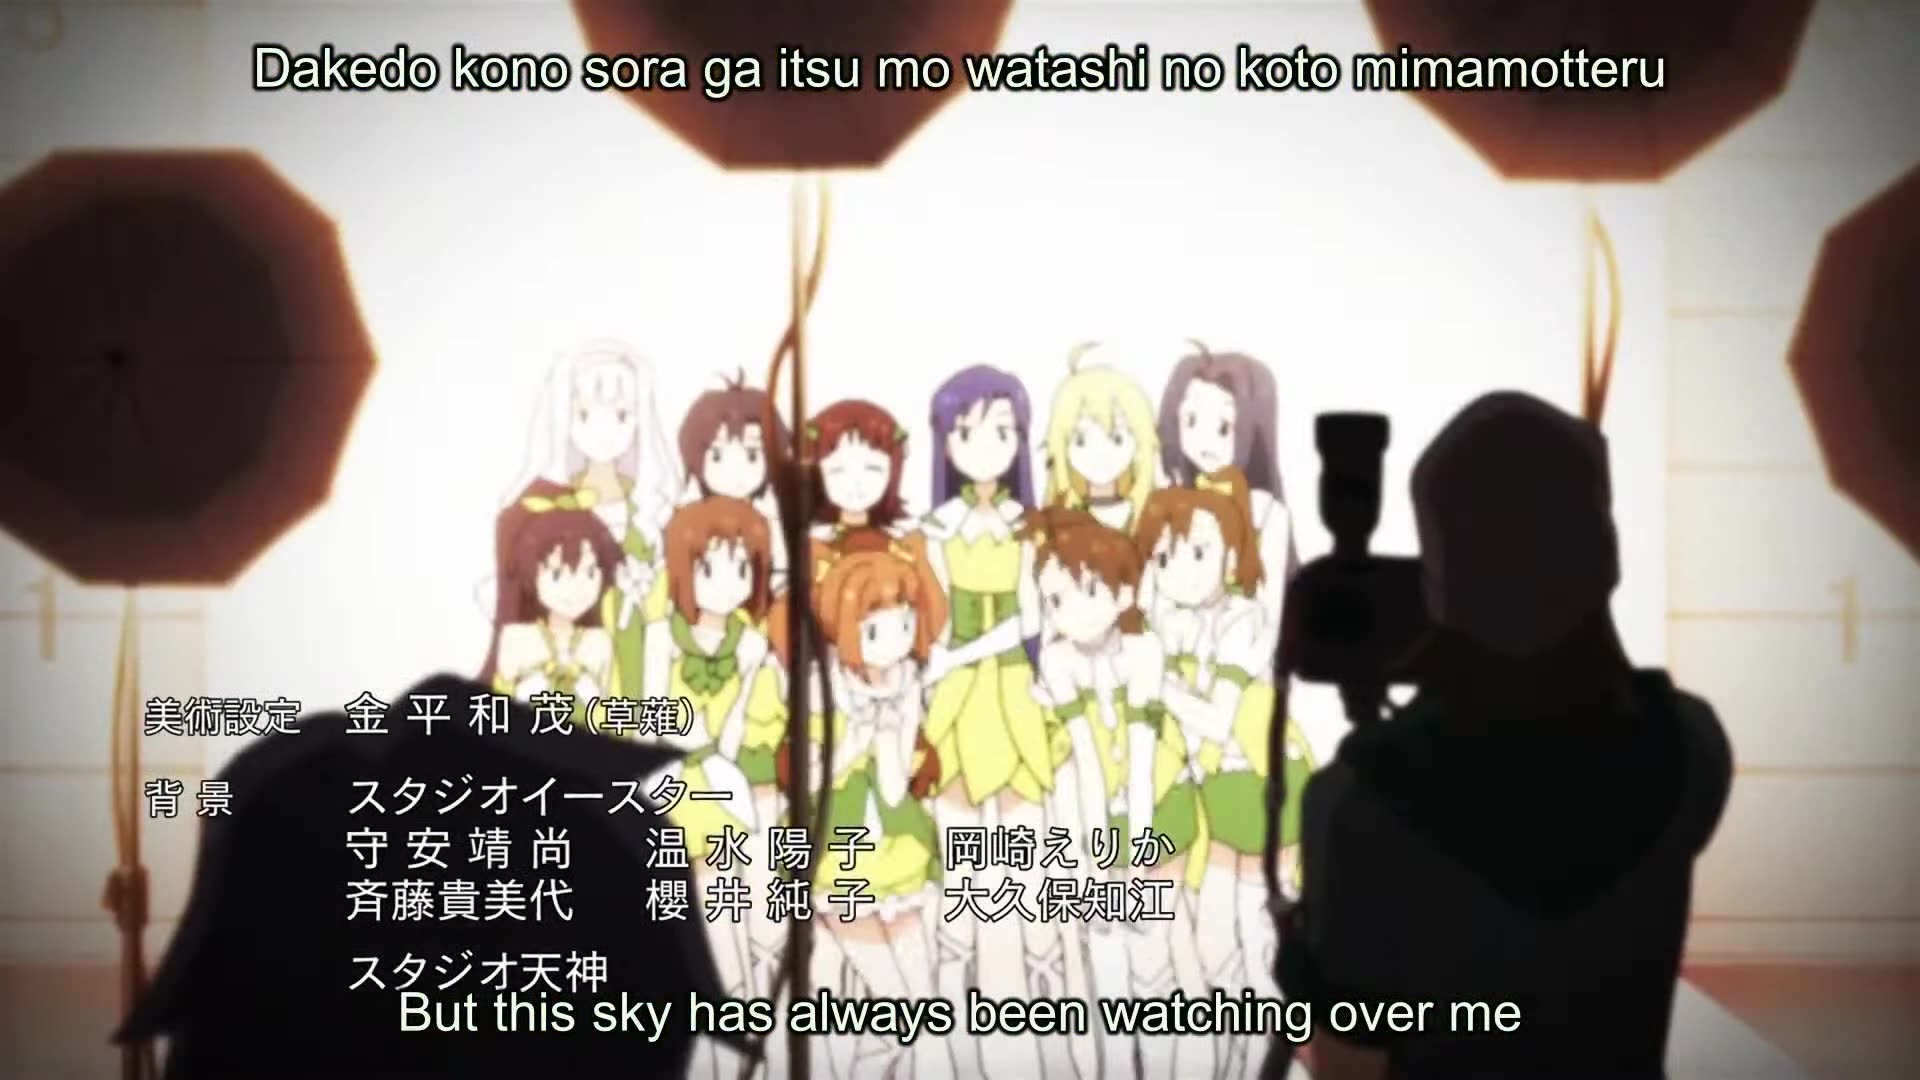 Dakedo kono sora ga itsu mo watashi no koto mimamotteru
美術設定 金平和茂(草薙)
背景 スタジオイースター
守安靖尚 温水陽子 岡崎えりか
斉藤貴美代 櫻井純子 大久保知江
スタジオ天神
But this sky has always been watching over me